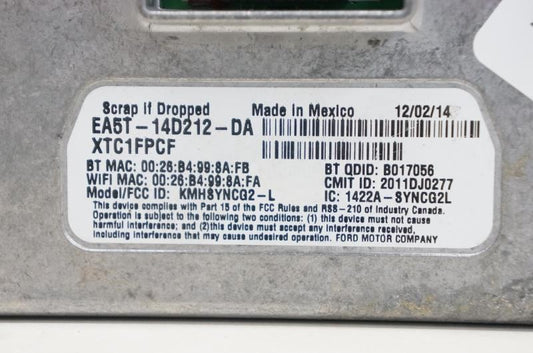 Scrap if Dropped Made in Mexico 12/02/14
EA5T-14D212-DA
XTC1FPCF
BT MAC: 00:26:B4:99:8A:FB BT QDID: B017056
WIFI MAC: 00:26:B4:99:8A:FA CMIT ID: 2011DJ0277
Model/FCC ID: KMHSYNCG2-L IC: 1422A-SYNCG2L
This device complies with Part 15 of the FCC Rules and RSS-210 of Industry Canada.
Operation is subject to the following two conditions: (1) this device must not cause
harmful interference; and (2)this device must accept any interference received,
including interference that may cause undesired operation. FORD MOTOR COMPANY